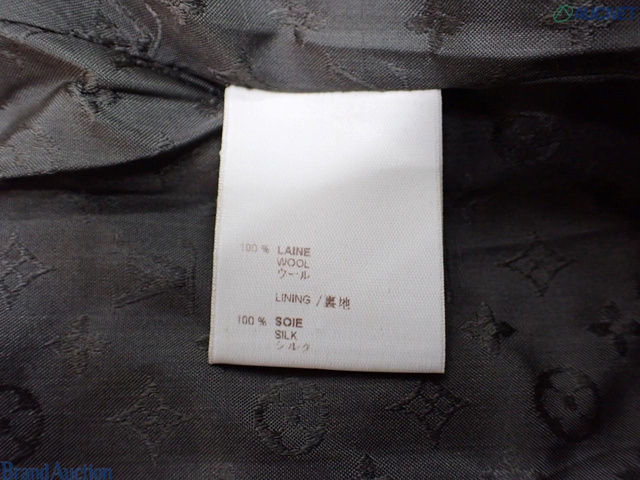 100 % LAINE
WOOL
ウール
LINING / 裏地
100 % SOIE
SILK
シルク
Brand Auction